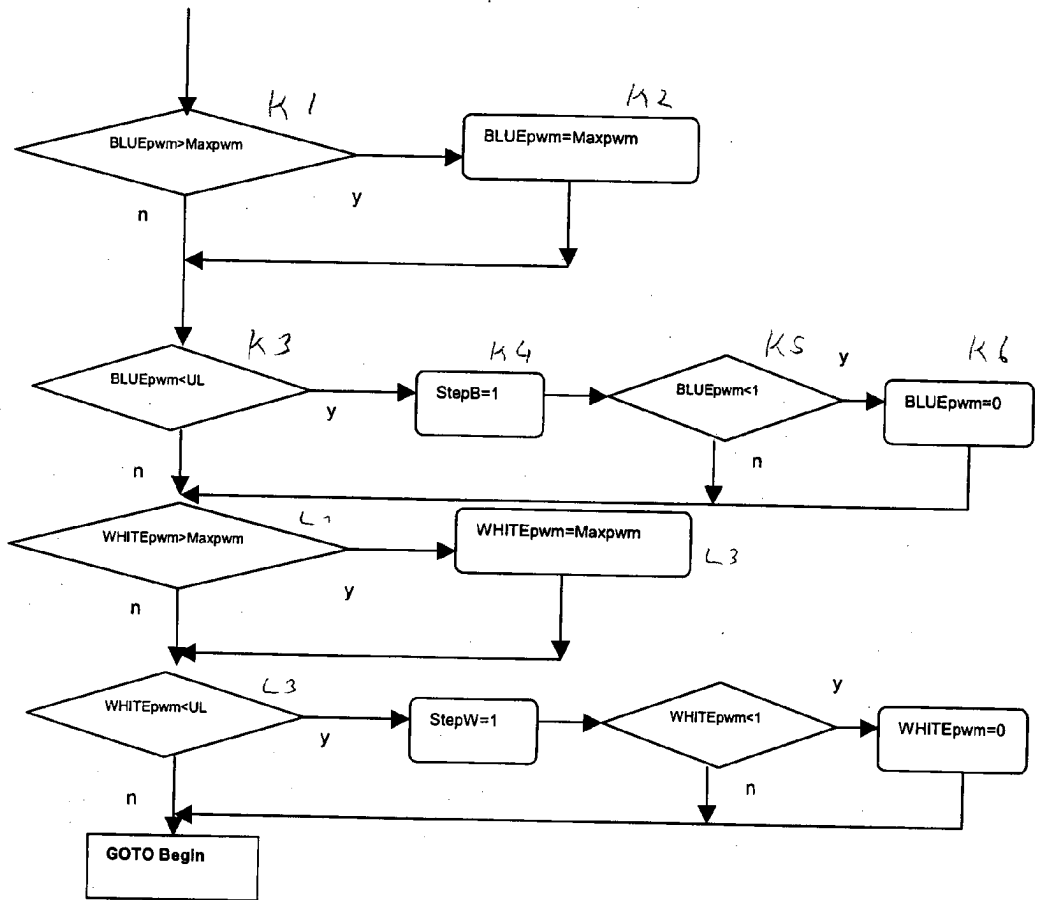 K1
K2
BLUEpwm>Maxpwm
BLUEpwm=Maxpwm
n
y
K3
K4
K5
y
K6
BLUEpwm<UL
StepB=1
BLUEpwm<1
BLUEpwm=0
y
n
n
WHITEpwm>Maxpwm
WHITEpwm=Maxpwm
L3
n
y
L3
y
WHITEpwm<UL
StepW=1
WHITEpwm<1
WHITEpwm=0
y
n
n
GOTO Begin